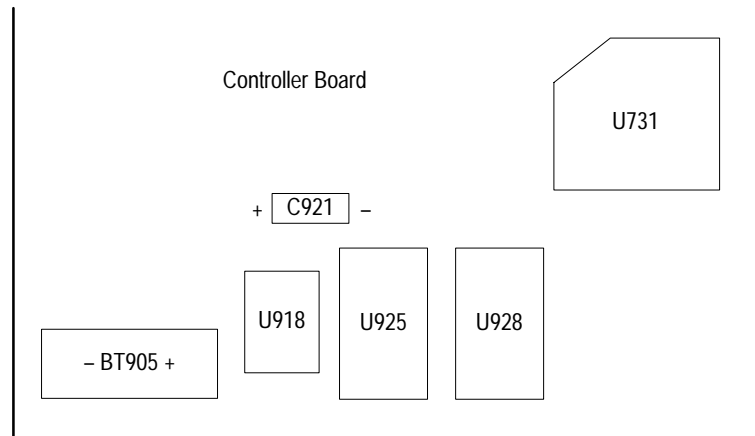 Controller Board
U731
+ C921 –
U918
U925
U928
– BT905 +